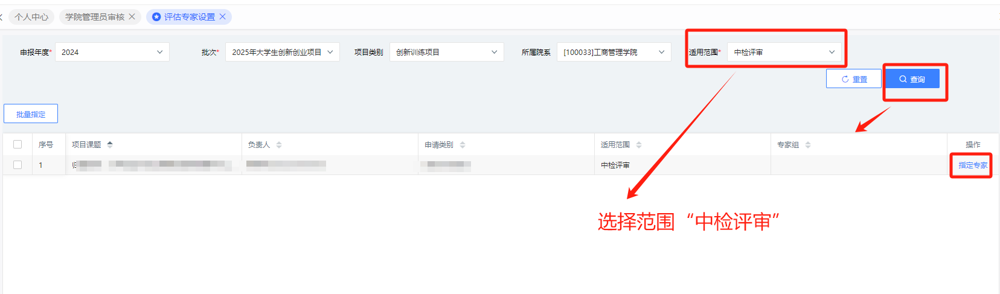 个人中心 学院管理员审核 评估专家设置
申报年度* 2024 批次* 2025年大学生创新创业项目 项目类别 创新训练项目 所属院系 [100033]工商管理学院 适用范围* 中检评审
重置 查询
批量指定
序号 项目课题 负责人 申请类别 适用范围 专家组 操作
1 中检评审 指定专家
选择范围“中检评审”